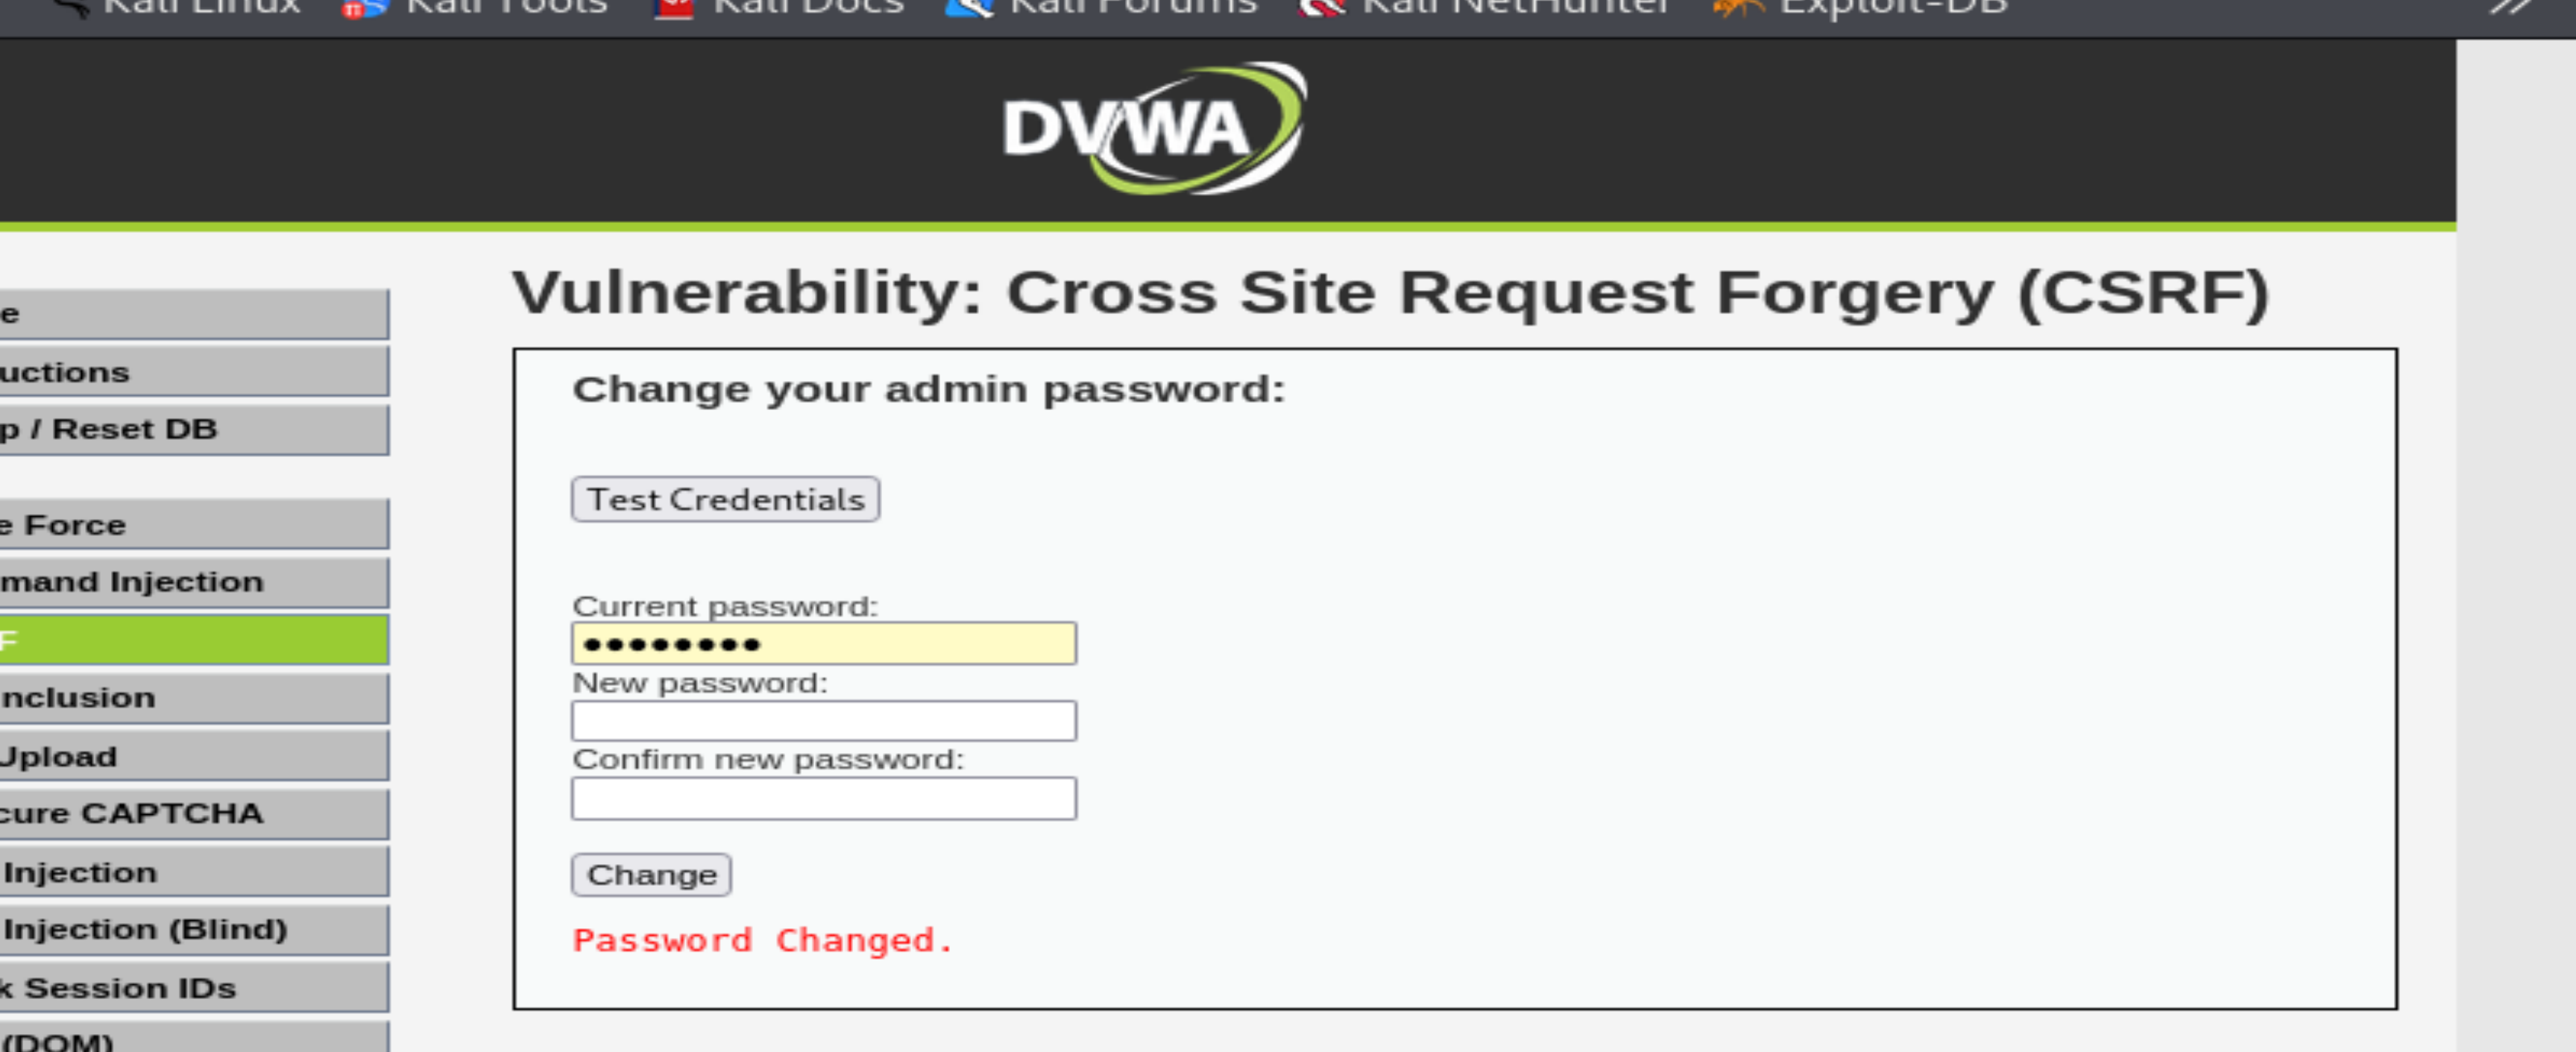 Kali Linux Kali Tools Kali Docs Kali Forums Kali NetHunter Exploit-DB
DVWA
Vulnerability: Cross Site Request Forgery (CSRF)
e
uctions
p / Reset DB
e Force
mand Injection
F
nclusion
Upload
cure CAPTCHA
Injection
Injection (Blind)
k Session IDs
(DOM)
Change your admin password:
Test Credentials
Current password:
New password:
Confirm new password:
Change
Password Changed.